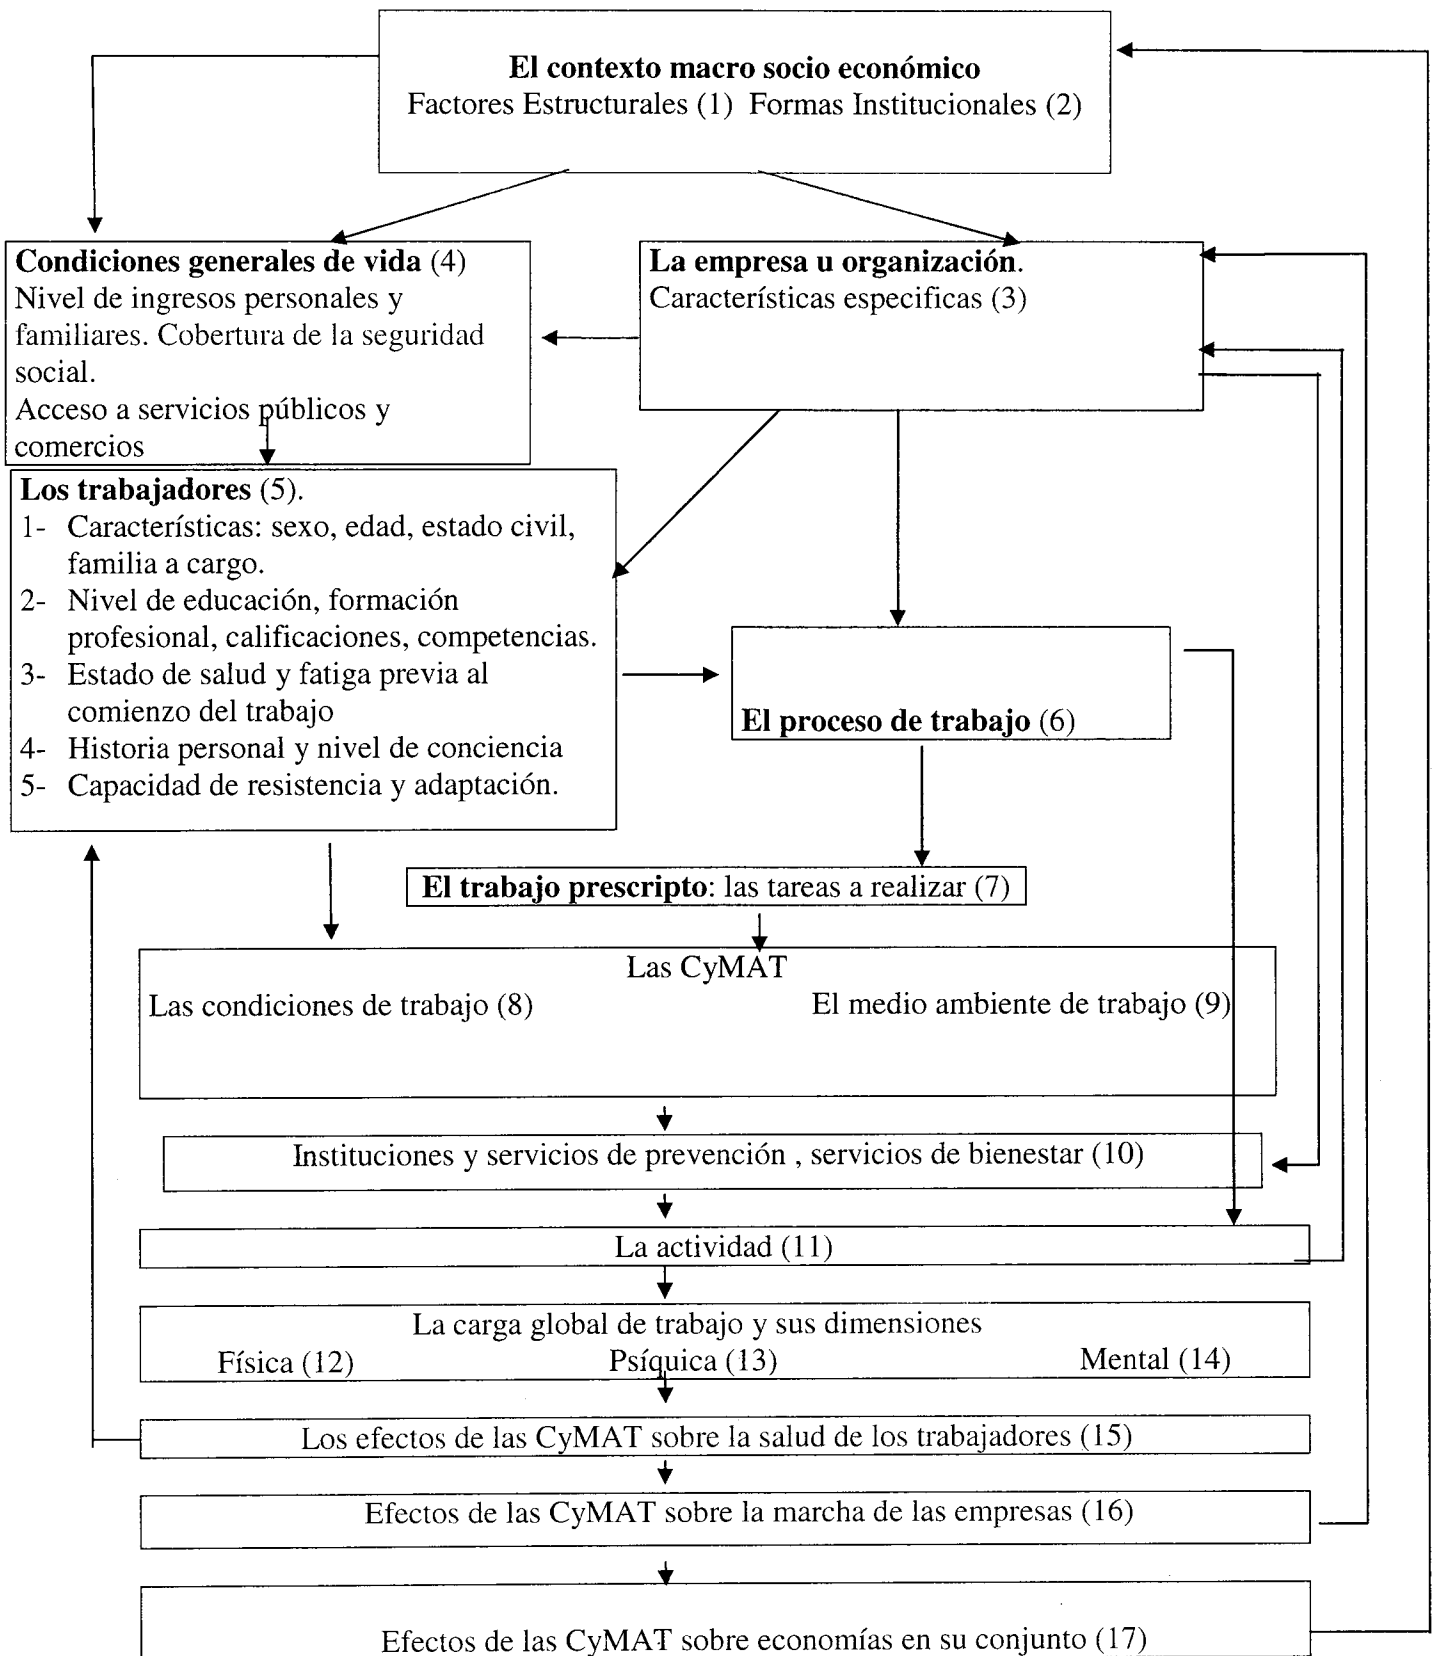 El contexto macro socio económico
Factores Estructurales (1) Formas Institucionales (2)
Condiciones generales de vida (4)
Nivel de ingresos personales y
familiares. Cobertura de la seguridad
social.
Acceso a servicios públicos y
comercios
La empresa u organización.
Características especificas (3)
Los trabajadores (5).
1- Características: sexo, edad, estado civil,
familia a cargo.
2- Nivel de educación, formación
profesional, calificaciones, competencias.
3- Estado de salud y fatiga previa al
comienzo del trabajo
4- Historia personal y nivel de conciencia
5- Capacidad de resistencia y adaptación.
El proceso de trabajo (6)
El trabajo prescripto: las tareas a realizar (7)
Las CyMAT
Las condiciones de trabajo (8) El medio ambiente de trabajo (9)
Instituciones y servicios de prevención , servicios de bienestar (10)
La actividad (11)
La carga global de trabajo y sus dimensiones
Física (12) Psíquica (13) Mental (14)
Los efectos de las CyMAT sobre la salud de los trabajadores (15)
Efectos de las CyMAT sobre la marcha de las empresas (16)
Efectos de las CyMAT sobre economías en su conjunto (17)